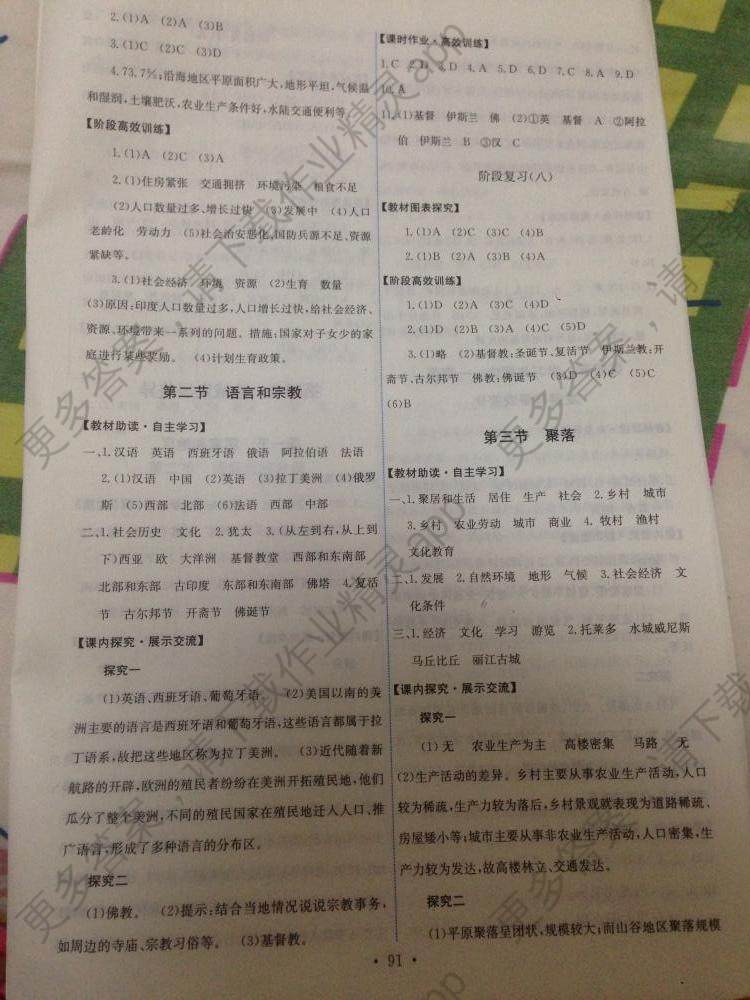 2.(1)A (2)A (3)B
3.(1)C (2)C (3)D
4.73.7%;沿海地区平原面积广大,地形平坦,气候温
和湿润,土壤肥沃,农业生产条件好,水陆交通便利等。
【阶段高效训练】
1.(1)A (2)C (3)A
2.(1)住房紧张 交通拥挤 环境污染 粮食不足
(2)人口数量过多、增长过快 (3)发展中 (4)人口
老龄化 劳动力 (5)社会治安恶化、国防兵源不足、资源
紧缺等。
3.(1)社会经济 环境 资源 (2)生育 数量
(3)原因:印度人口数量过多,人口增长过快,给社会经济、
资源、环境带来一系列的问题。措施:国家对子女少的家
庭进行某些奖励。 (4)计划生育政策。
第二节 语言和宗教
【教材助读·自主学习】
一、1.汉语 英语 西班牙语 俄语 阿拉伯语 法语
2.(1)汉语 中国 (2)英语 (3)拉丁美洲 (4)俄罗
斯 (5)西部 北部 (6)法语 西部 中部
二、1.社会历史 文化 2.犹太 3.(从左到右,从上到
下)西亚 欧 大洋洲 基督教堂 西部和东南部
北部和东部 古印度 东部和东南部 佛塔 4.复活
节 古尔邦节 开斋节 佛诞节
【课内探究·展示交流】
探究一
(1)英语、西班牙语、葡萄牙语。 (2)美国以南的美
洲主要的语言是西班牙语和葡萄牙语,这些语言都属于拉
丁语系,故把这些地区称为拉丁美洲。 (3)近代随着新
航路的开辟,欧洲的殖民者纷纷在美洲开拓殖民地,他们
瓜分了整个美洲,不同的殖民国家在殖民地迁入人口、推
广语言,形成了多种语言的分布区。
探究二
(1)佛教。 (2)提示:结合当地情况说说宗教事务,
如周边的寺庙、宗教习俗等。 (3)基督教。
【课时作业·高效训练】
1.C 2.D 3.D 4.A 5.D 6.D 7.C 8.A 9.D
10.A
11.(1)基督 伊斯兰 佛 (2)①英 基督 A ②阿拉
伯 伊斯兰 B ③汉 C
阶段复习(八)
【教材图表探究】
1.(1)A (2)C (3)C (4)B
2.(1)B (2)A (3)B (4)A
【阶段高效训练】
1.(1)D (2)A (3)C (4)D
2.(1)D (2)B (3)A (4)C (5)D
3.(1)略 (2)基督教:圣诞节、复活节 伊斯兰教:开
斋节、古尔邦节 佛教:佛诞节 (3)D (4)C (5)C
(6)B
第三节 聚落
【教材助读·自主学习】
一、1.聚居和生活 居住 生产 社会 2.乡村 城市
3.乡村 农业劳动 城市 商业 4.牧村 渔村
文化教育
二、1.发展 2.自然环境 地形 气候 3.社会经济 文
化条件
三、1.经济 文化 学习 游览 2.托莱多 水城威尼斯
马丘比丘 丽江古城
【课内探究·展示交流】
探究一
(1)无 农业生产为主 高楼密集 马路 无
(2)生产活动的差异。乡村主要从事农业生产活动,人口
较为稀疏,生产力较为落后,乡村景观就表现为道路稀疏、
房屋矮小等;城市主要从事非农业生产活动,人口密集,生
产力较为发达,故高楼林立、交通发达。
探究二
(1)平原聚落呈团状,规模较大;而山谷地区聚落规模
·91·
更多答案,请下载作业精灵app
更多答案,请下载作业精灵app
请下载